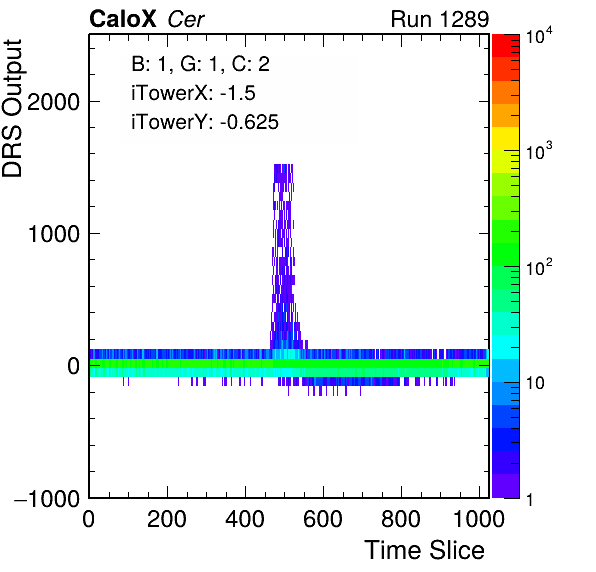 CaloX Cer Run 1289
DRS Output
B: 1, G: 1, C: 2
iTowerX: -1.5
iTowerY: -0.625
2000
1000
0
−1000
0 200 400 600 800 1000
Time Slice
10^4
10^3
10^2
10
1